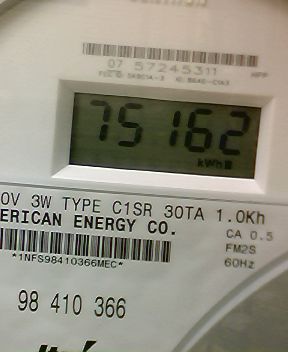 07 57245311
75162
kWh
0V 3W TYPE C1SR 30TA 1.0Kh
ERICAN ENERGY CO.
CA 0.5
FM2S
60Hz
*1NFS98410366MEC*
98 410 366